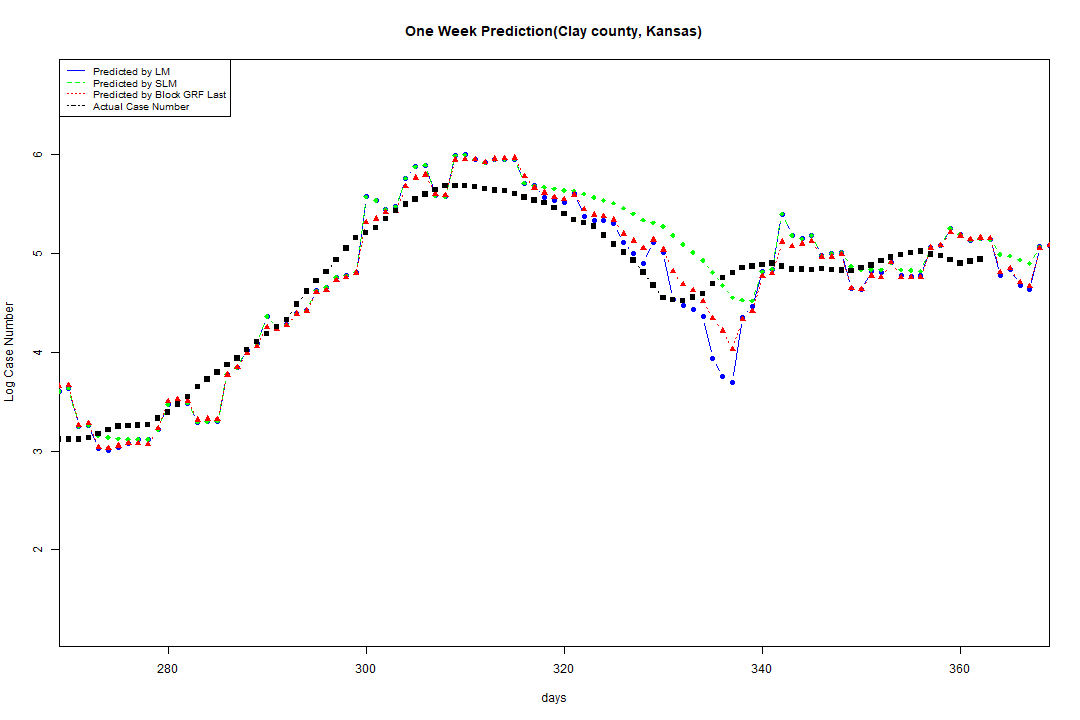 One Week Prediction(Clay county, Kansas)
Predicted by LM
Predicted by SLM
Predicted by Block GRF Last
Actual Case Number
Log Case Number
6
5
4
3
2
280 300 320 340 360
days